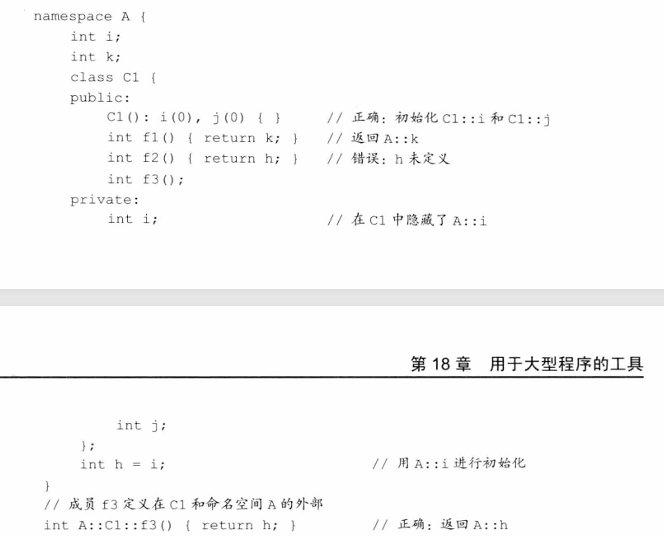 namespace A {
int i;
int k;
class C1 {
public:
C1(): i(0), j(0) { }    // 正确：初始化 C1::i 和 C1::j
int f1() { return k; }    // 返回 A::k
int f2() { return h; }    // 错误：h 未定义
int f3();
private:
int i;    // 在 C1 中隐藏了 A::i
第 18 章 用于大型程序的工具
int j;
};
int h = i;    // 用 A::i 进行初始化
}
// 成员 f3 定义在 C1 和命名空间 A 的外部
int A::C1::f3() { return h; }    // 正确：返回 A::h